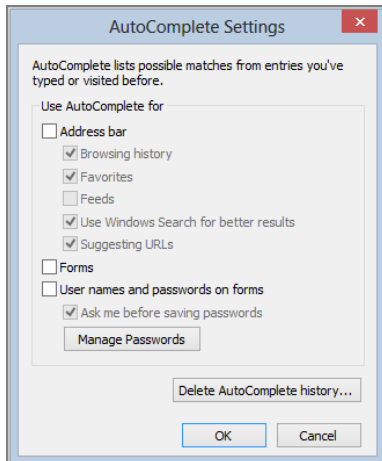 AutoComplete Settings
AutoComplete lists possible matches from entries you've
typed or visited before.
Use AutoComplete for
Address bar
Browsing history
Favorites
Feeds
Use Windows Search for better results
Suggesting URLs
Forms
User names and passwords on forms
Ask me before saving passwords
Manage Passwords
Delete AutoComplete history...
OK Cancel